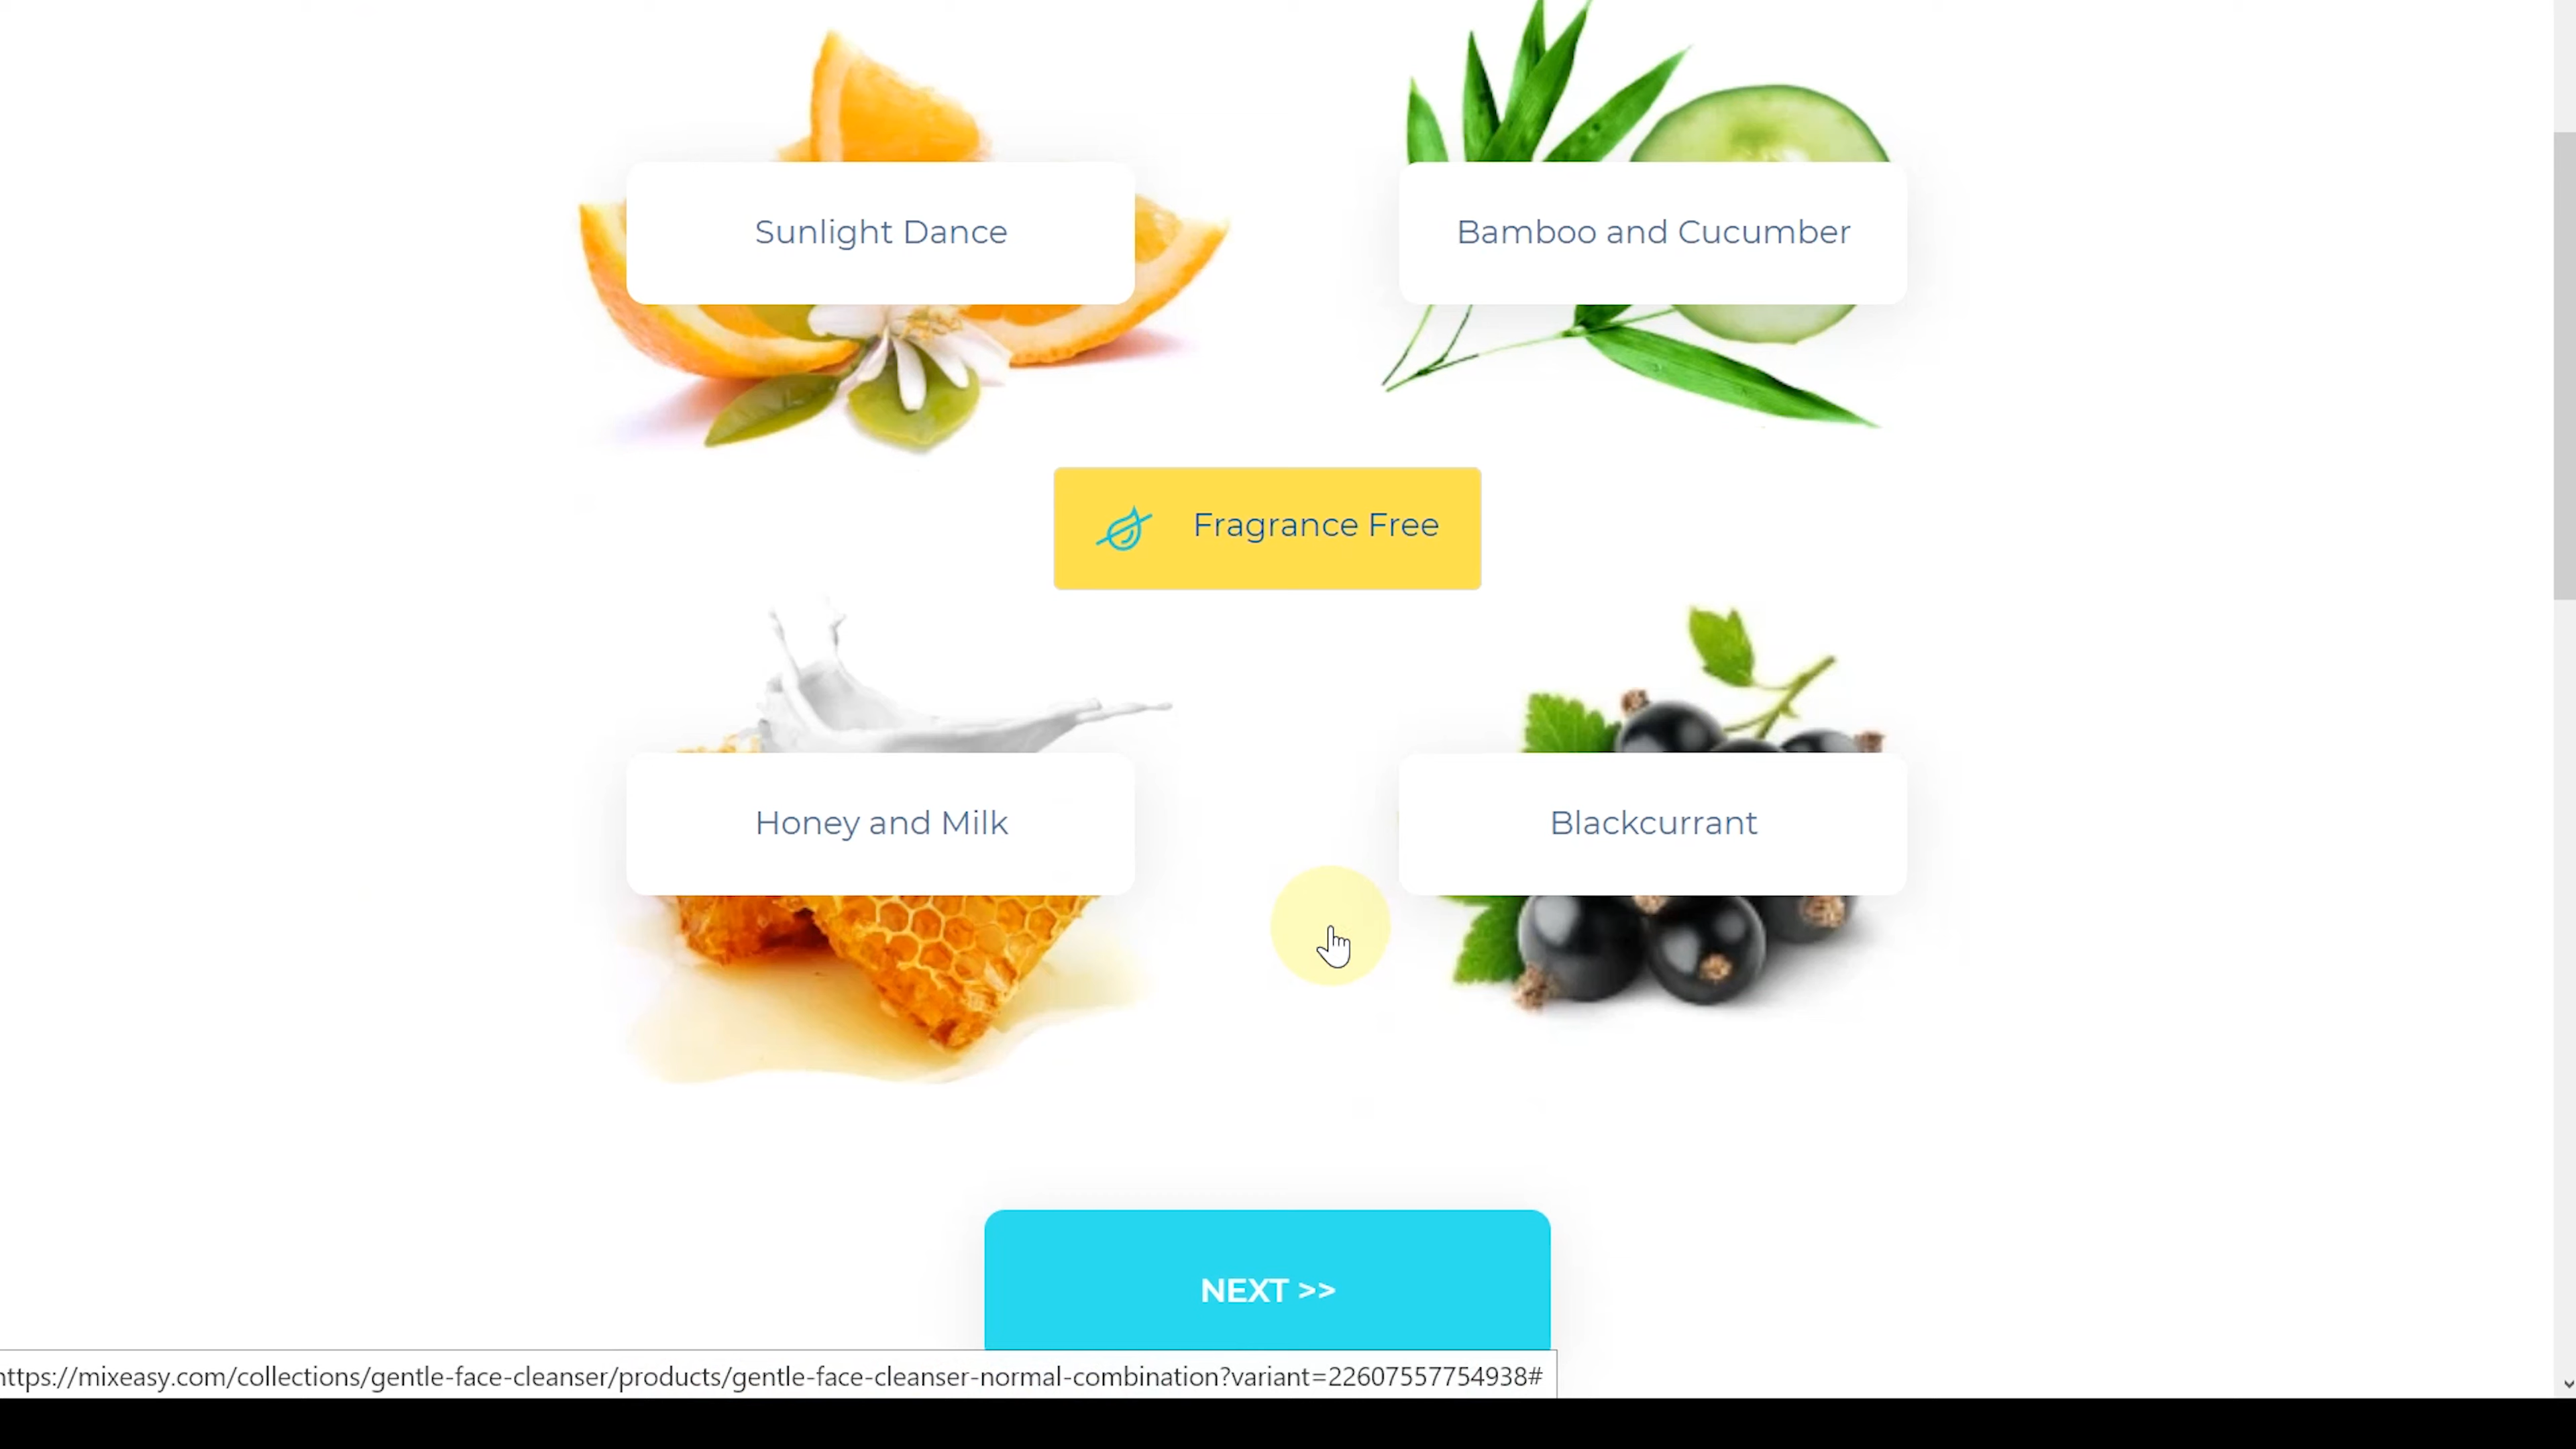 Sunlight Dance
Bamboo and Cucumber
Fragrance Free
Honey and Milk
Blackcurrant
NEXT >>
https://mixeasy.com/collections/gentle-face-cleanser/products/gentle-face-cleanser-normal-combination?variant=22607557754938#